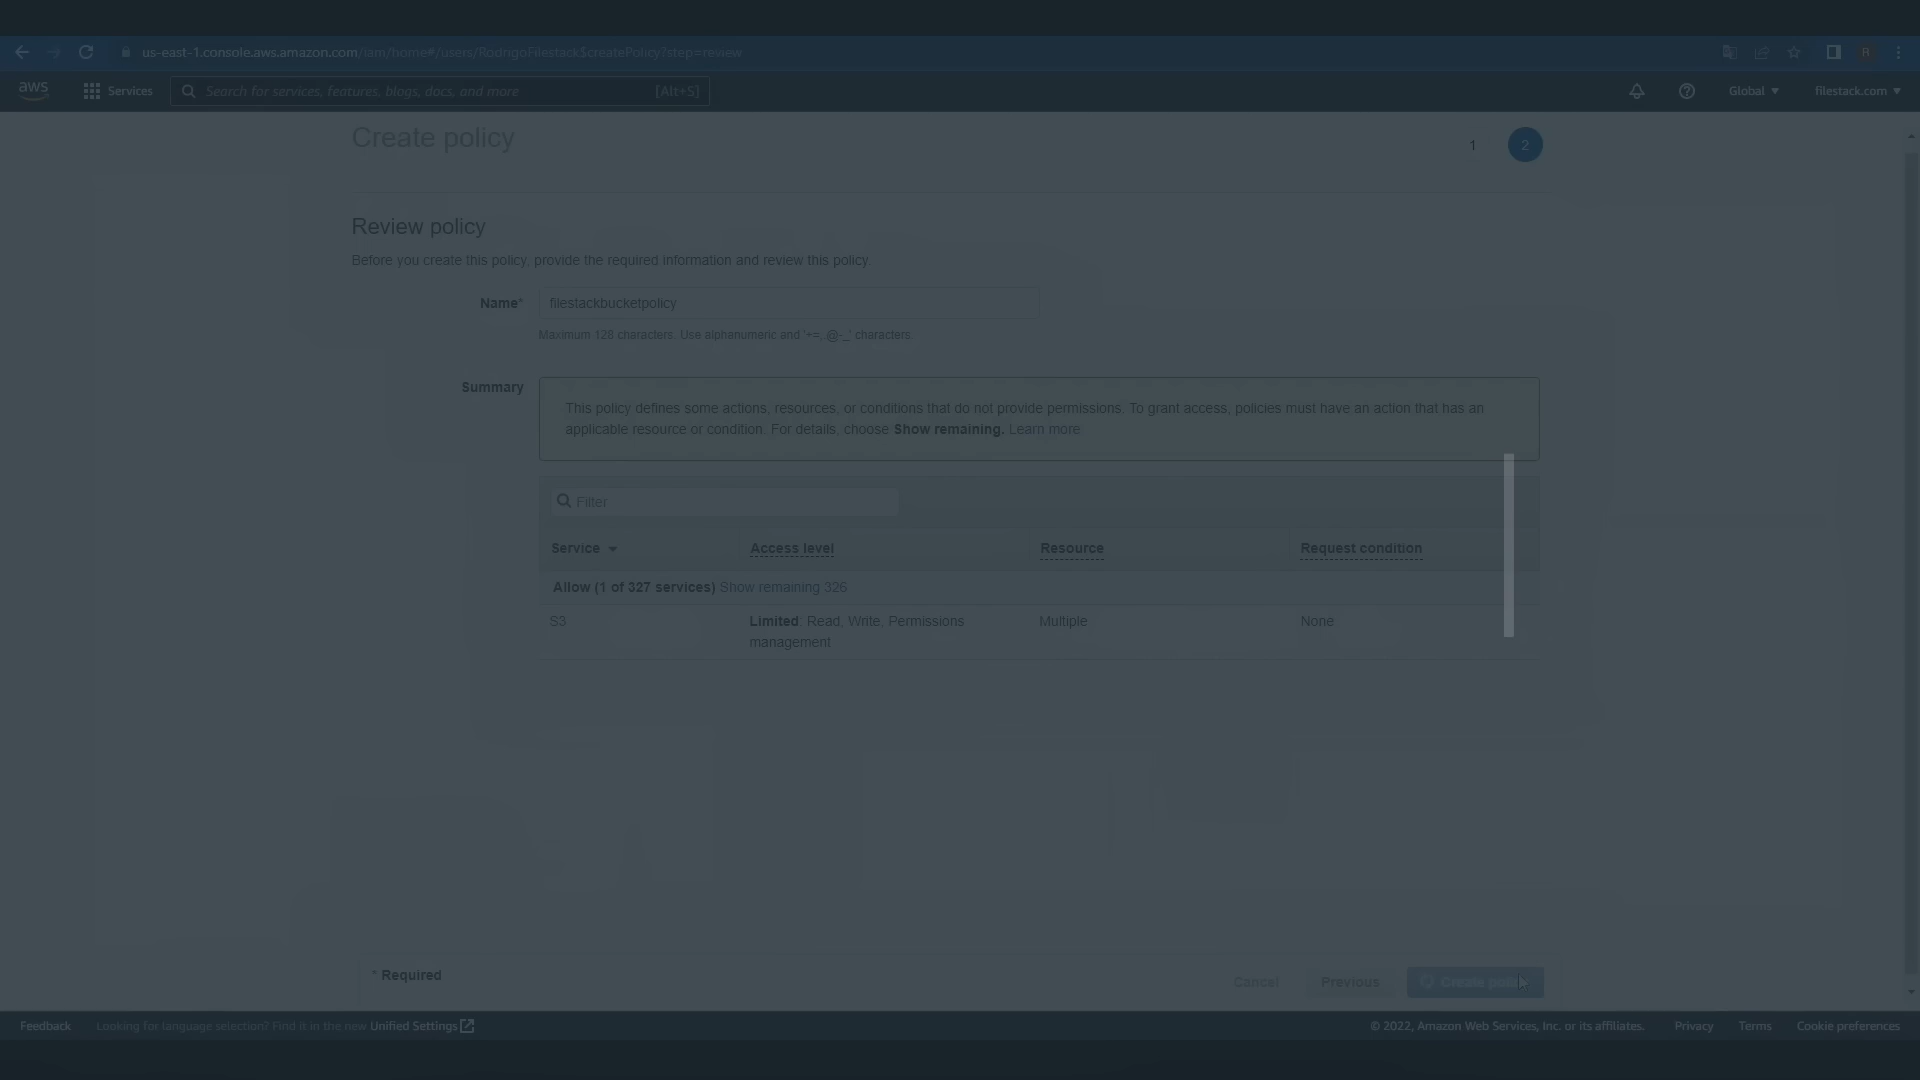 us-east-1.console.aws.amazon.com/iam/home#/users/RodrigoFilestack$createPolicy?step=review
R
aws
Services
Search for services, features, blogs, docs, and more
[Alt+S]
Global
filestack.com
Create policy
1
2
Review policy
Before you create this policy, provide the required information and review this policy.
Name*
filestackbucketpolicy
Maximum 128 characters. Use alphanumeric and '+=,.@-_' characters.
Summary
This policy defines some actions, resources, or conditions that do not provide permissions. To grant access, policies must have an action that has an
applicable resource or condition. For details, choose Show remaining. Learn more
Filter
Service
Access level
Resource
Request condition
Allow (1 of 327 services) Show remaining 326
S3
Limited: Read, Write, Permissions
management
Multiple
None
* Required
Cancel
Previous
Create policy
Feedback
Looking for language selection? Find it in the new Unified Settings
© 2022, Amazon Web Services, Inc. or its affiliates.
Privacy
Terms
Cookie preferences